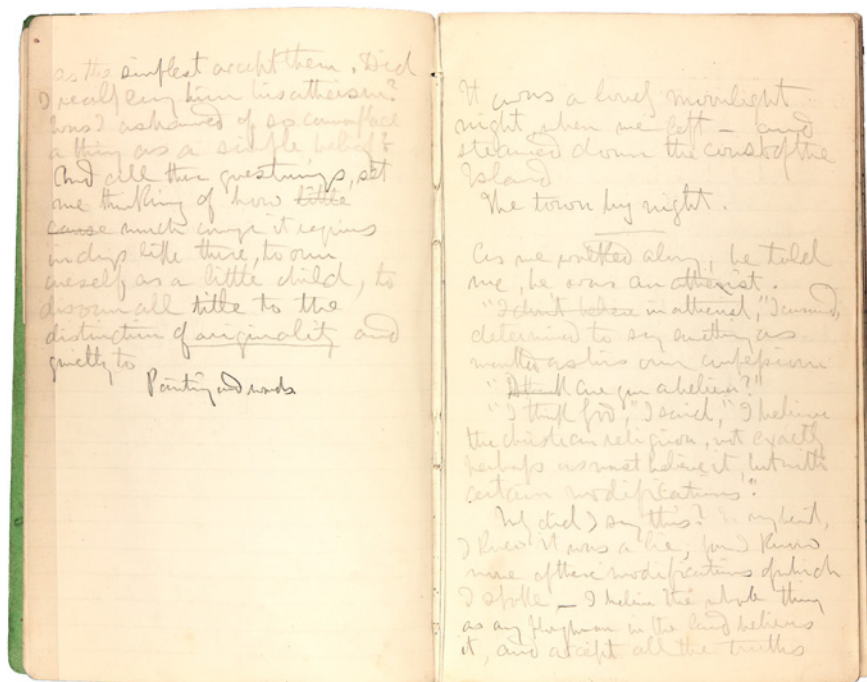 as the simplest accept them. Did
I really envy him his atheism?
Was I ashamed of so commonplace
a thing as a simple belief?
And all these questnings, set
me thinking of how little
cause much courage it requires
in days like these, to own
oneself as a little child, to
disown all title to the
distinction of originality and
quietly to
Painting and words
It was a lovely moonlight
night when we left – and
steamed down the coast of the
Island
The town by night.
As we walked along, he told
me, he was an atheist.
"I don't believe in atheist," I
determined to say anything as
as his own confession
" are you a believer?"
"I think God," I said, "I believe
the christian religion, not exactly
perhaps as most believe it, but with
certain modifications".
Why did I say this? In my heart,
I knew it was a lie, for I knew
none of these modifications of which
I spoke – I believe the whole thing
as any ploughman in the land believes
it, and accept all the truths